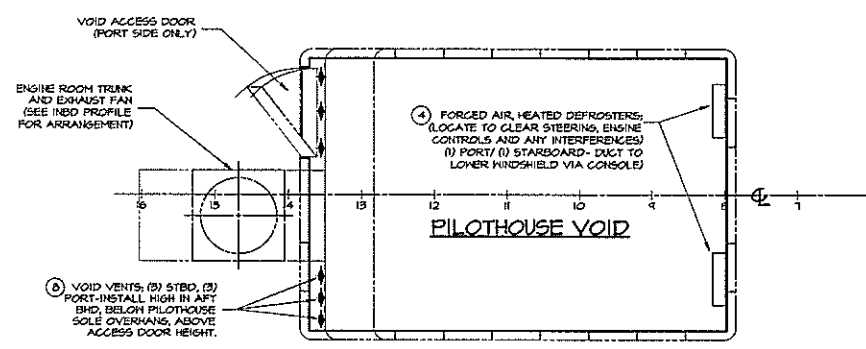 VOID ACCESS DOOR
(PORT SIDE ONLY)
ENGINE ROOM TRUNK
AND EXHAUST FAN
(SEE INBD PROFILE
FOR ARRANGEMENT)
4 FORCED AIR, HEATED DEFROSTERS;
(LOCATE TO CLEAR STEERING, ENGINE
CONTROLS AND ANY INTERFERENCES)
(1) PORT/ (1) STARBOARD- DUCT TO
LOWER WINDSHIELD VIA CONSOLE)
16 15 14 13 12 11 10 9 8 ℄ 7
PILOTHOUSE VOID
VOID VENTS; (3) STBD, (3)
PORT-INSTALL HIGH IN AFT
BHD, BELOW PILOTHOUSE
SOLE OVERHANG, ABOVE
ACCESS DOOR HEIGHT.